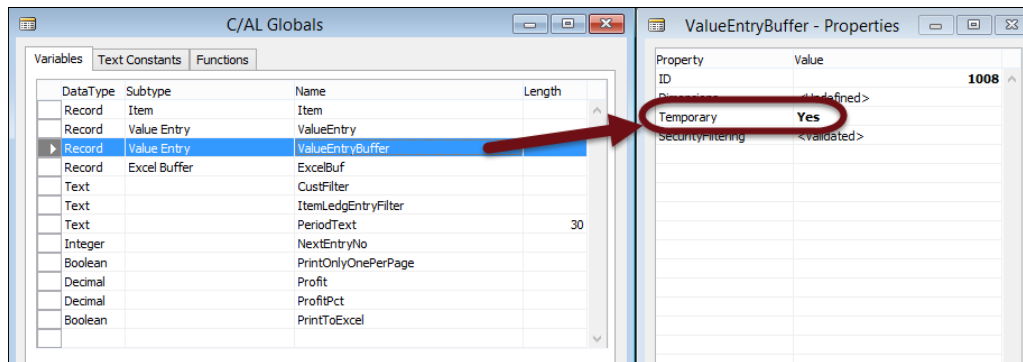 C/AL Globals
Variables Text Constants Functions
DataType Subtype Name Length
Record Item Item
Record Value Entry ValueEntry
Record Value Entry ValueEntryBuffer
Record Excel Buffer ExcelBuf
Text CustFilter
Text ItemLedgEntryFilter
Text PeriodText 30
Integer NextEntryNo
Boolean PrintOnlyOnePerPage
Decimal Profit
Decimal ProfitPct
Boolean PrintToExcel
ValueEntryBuffer - Properties
Property Value
ID 1008
Dimensions <Undefined>
Temporary Yes
SecurityFiltering <Validated>